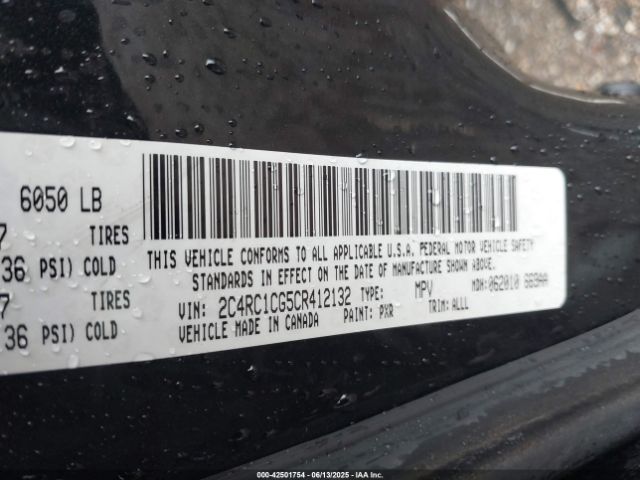 6050 LB
7 TIRES
36 PSI) COLD
7 TIRES
36 PSI) COLD
THIS VEHICLE CONFORMS TO ALL APPLICABLE U.S.A. FEDERAL MOTOR VEHICLE SAFETY
STANDARDS IN EFFECT ON THE DATE OF MANUFACTURE SHOWN ABOVE.
VIN: 2C4RC1CG5CR412132 TYPE: MPV MDH: 062010 668AA
VEHICLE MADE IN CANADA PAINT: PXR TRIM: ALLL
000-42501754 - 06/13/2025 - IAA Inc.